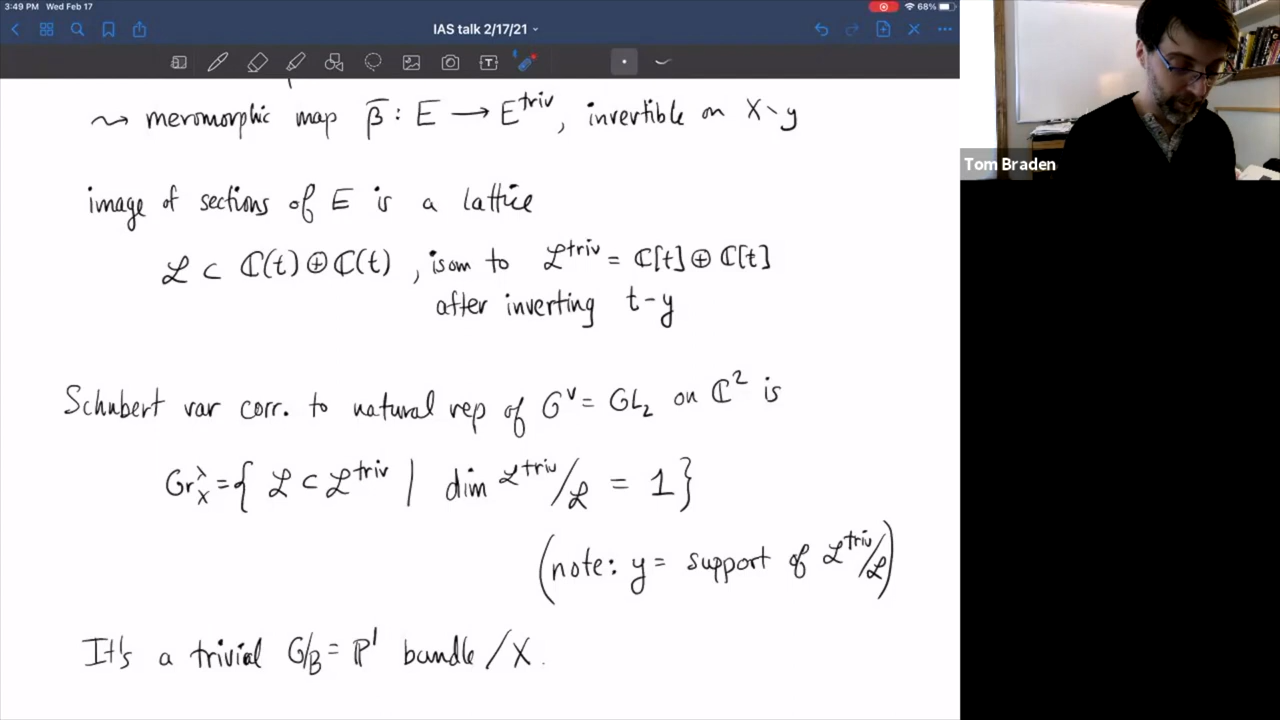 3:49 PM Wed Feb 17
68%
IAS talk 2/17/21
⇝ meromorphic map β̄ : E ⟶ E^triv, invertible on X∖y
image of sections of E is a lattice
ℒ ⊂ ℂ(t) ⊕ ℂ(t), isom to ℒ^triv = ℂ[t] ⊕ ℂ[t]
after inverting t-y
Schubert var corr. to natural rep of G^∨ = GL₂ on ℂ² is
Gr^λ_X = { ℒ ⊂ ℒ^triv | dim ℒ^triv/ℒ = 1 }
(note: y = support of ℒ^triv/ℒ)
It's a trivial G/B = ℙ¹ bundle / X.
Tom Braden